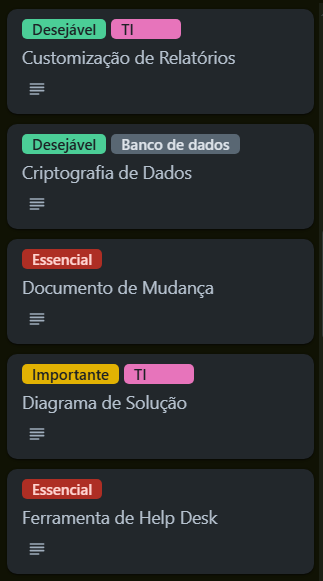 Desejável TI
Customização de Relatórios
Desejável Banco de dados
Criptografia de Dados
Essencial
Documento de Mudança
Importante TI
Diagrama de Solução
Essencial
Ferramenta de Help Desk